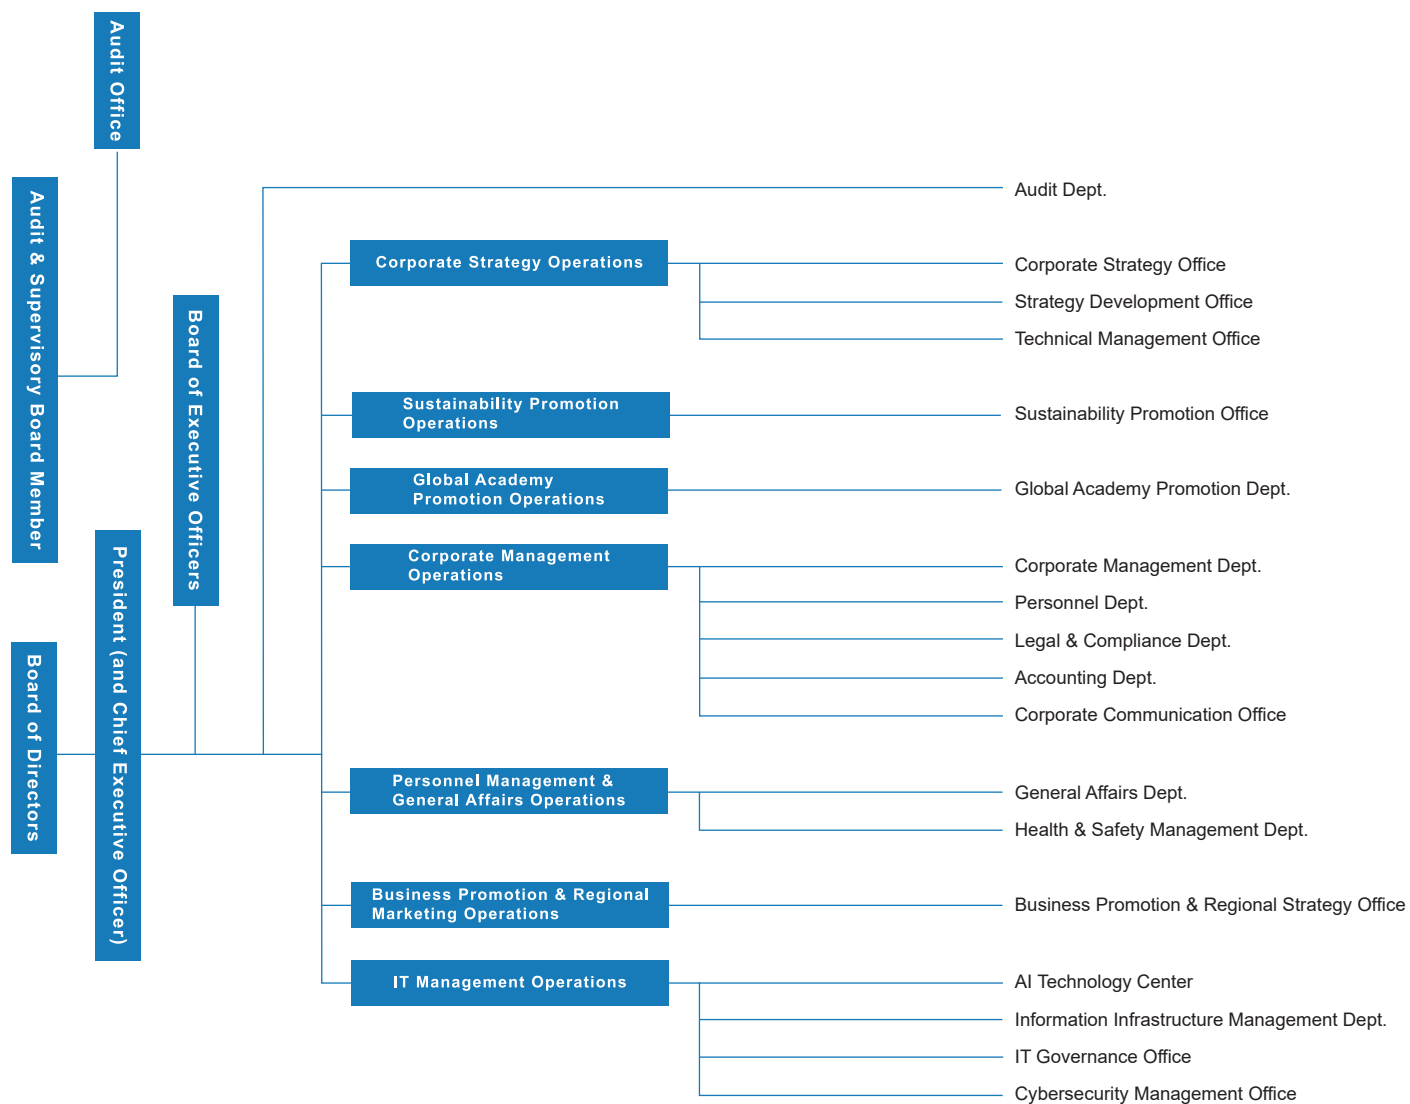 Audit Office
Audit & Supervisory Board Member
Board of Executive Officers
President (and Chief Executive Officer)
Board of Directors
Audit Dept.
Corporate Strategy Operations
Corporate Strategy Office
Strategy Development Office
Technical Management Office
Sustainability Promotion
Operations
Sustainability Promotion Office
Global Academy
Promotion Operations
Global Academy Promotion Dept.
Corporate Management
Operations
Corporate Management Dept.
Personnel Dept.
Legal & Compliance Dept.
Accounting Dept.
Corporate Communication Office
Personnel Management &
General Affairs Operations
General Affairs Dept.
Health & Safety Management Dept.
Business Promotion & Regional
Marketing Operations
Business Promotion & Regional Strategy Office
IT Management Operations
AI Technology Center
Information Infrastructure Management Dept.
IT Governance Office
Cybersecurity Management Office